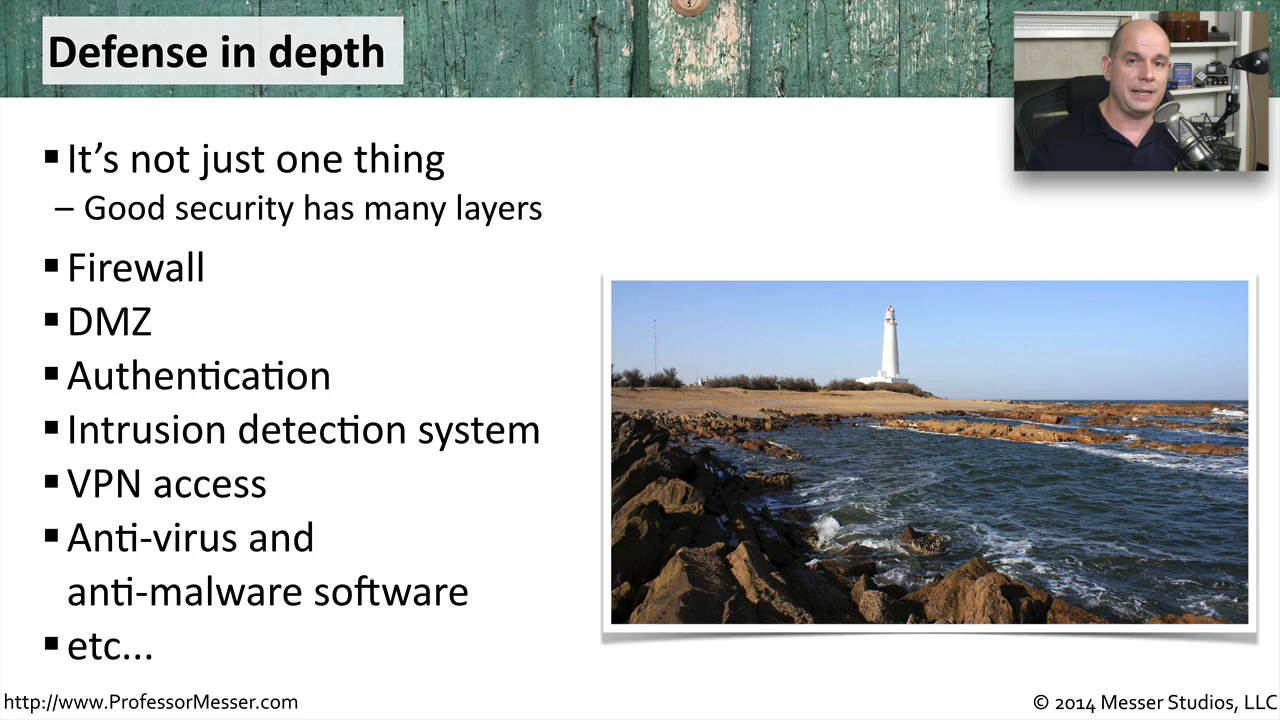 Defense in depth
▪ It’s not just one thing
– Good security has many layers
▪ Firewall
▪ DMZ
▪ Authentication
▪ Intrusion detection system
▪ VPN access
▪ Anti-virus and
anti-malware software
▪ etc...
http://www.ProfessorMesser.com
© 2014 Messer Studios, LLC